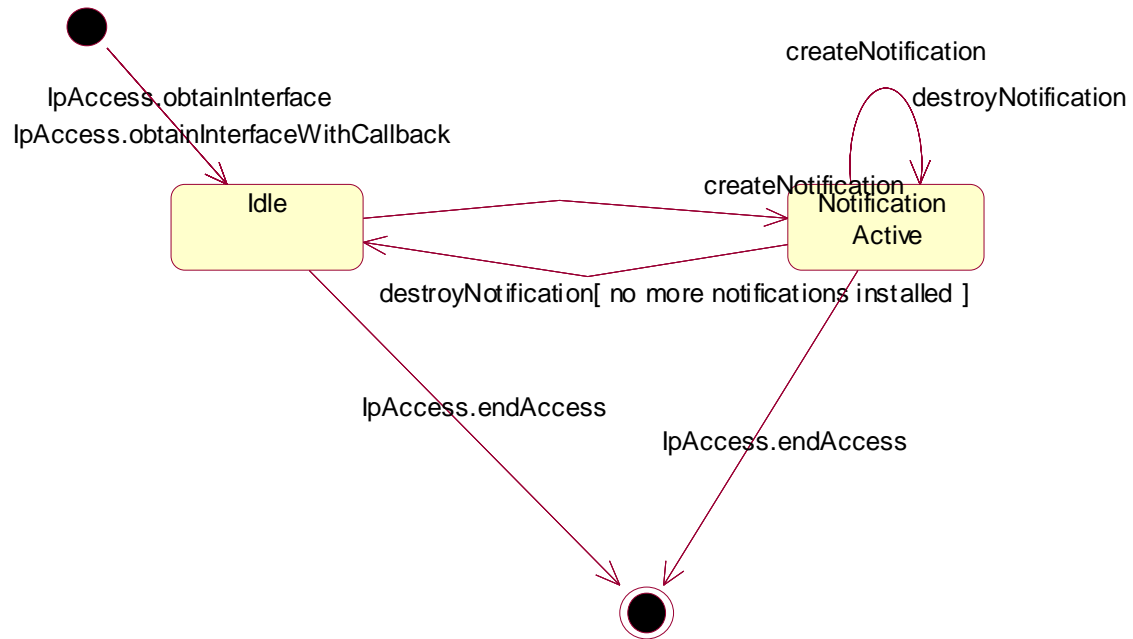 createNotification
IpAccess.obtainInterface
destroyNotification
IpAccess.obtainInterfaceWithCallback
createNotification
Idle
Notification
Active
destroyNotification[ no more notifications installed ]
IpAccess.endAccess
IpAccess.endAccess